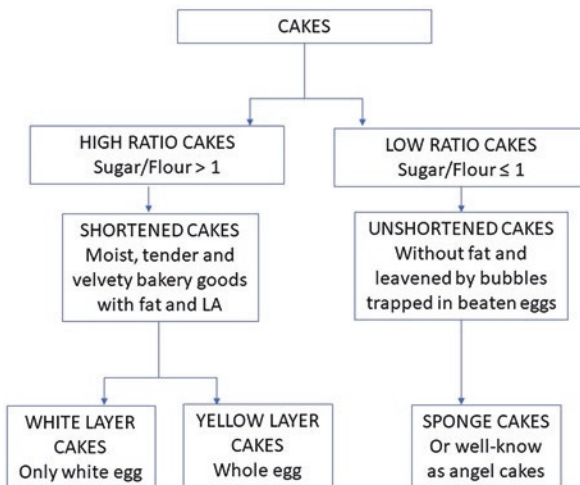 CAKES
HIGH RATIO CAKES
Sugar/Flour > 1
LOW RATIO CAKES
Sugar/Flour ≤ 1
SHORTENED CAKES
Moist, tender and
velvety bakery goods
with fat and LA
UNSHORTENED CAKES
Without fat and
leavened by bubbles
trapped in beaten eggs
WHITE LAYER
CAKES
Only white egg
YELLOW LAYER
CAKES
Whole egg
SPONGE CAKES
Or well-know
as angel cakes